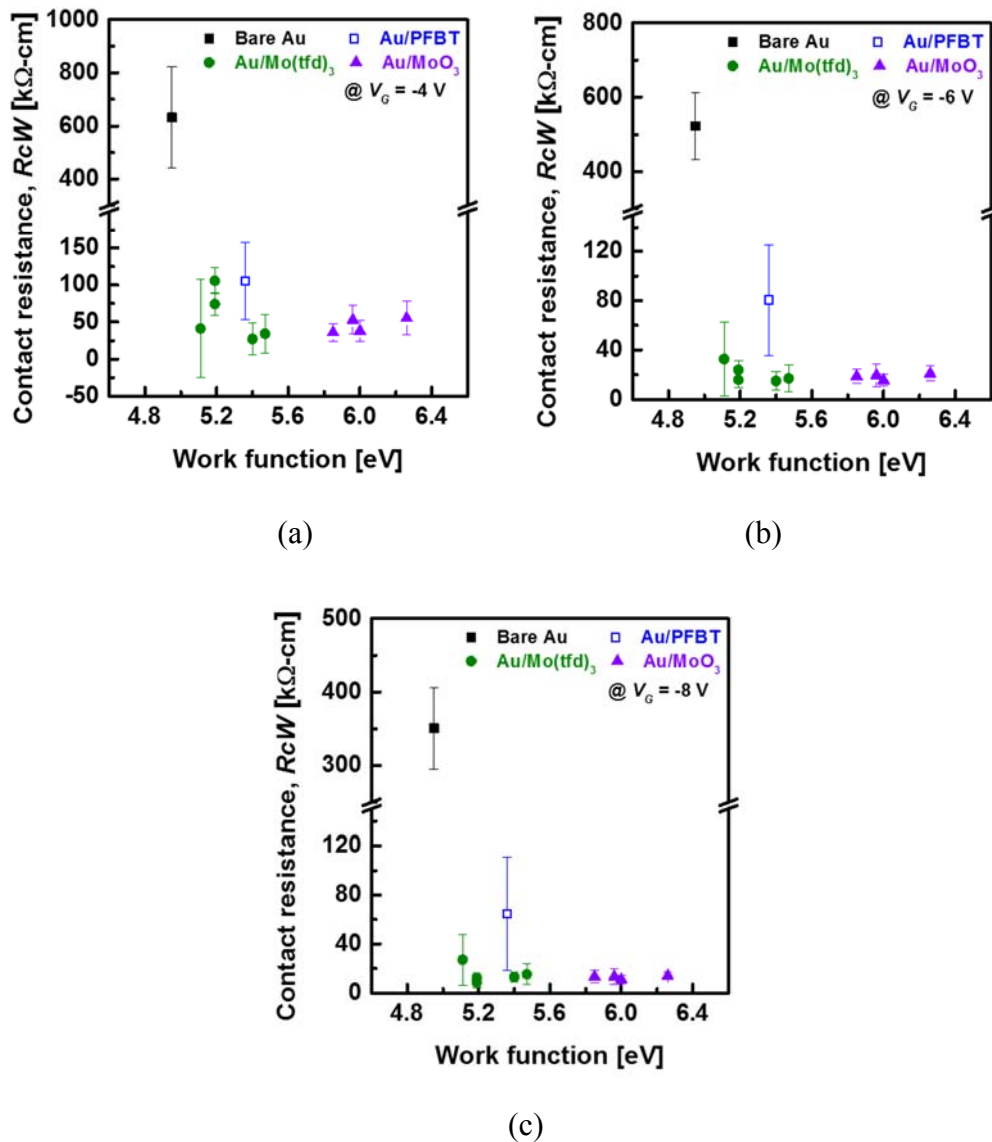 1000
800
600
400
150
100
50
0
-50
4.8 5.2 5.6 6.0 6.4
Contact resistance, RcW [kΩ-cm]
Work function [eV]
Bare Au Au/PFBT
Au/Mo(tfd)₃ Au/MoO₃
@ V_G = -4 V
(a)
800
600
400
120
80
40
0
4.8 5.2 5.6 6.0 6.4
Contact resistance, RcW [kΩ-cm]
Work function [eV]
Bare Au Au/PFBT
Au/Mo(tfd)₃ Au/MoO₃
@ V_G = -6 V
(b)
500
400
300
120
80
40
0
4.8 5.2 5.6 6.0 6.4
Contact resistance, RcW [kΩ-cm]
Work function [eV]
Bare Au Au/PFBT
Au/Mo(tfd)₃ Au/MoO₃
@ V_G = -8 V
(c)